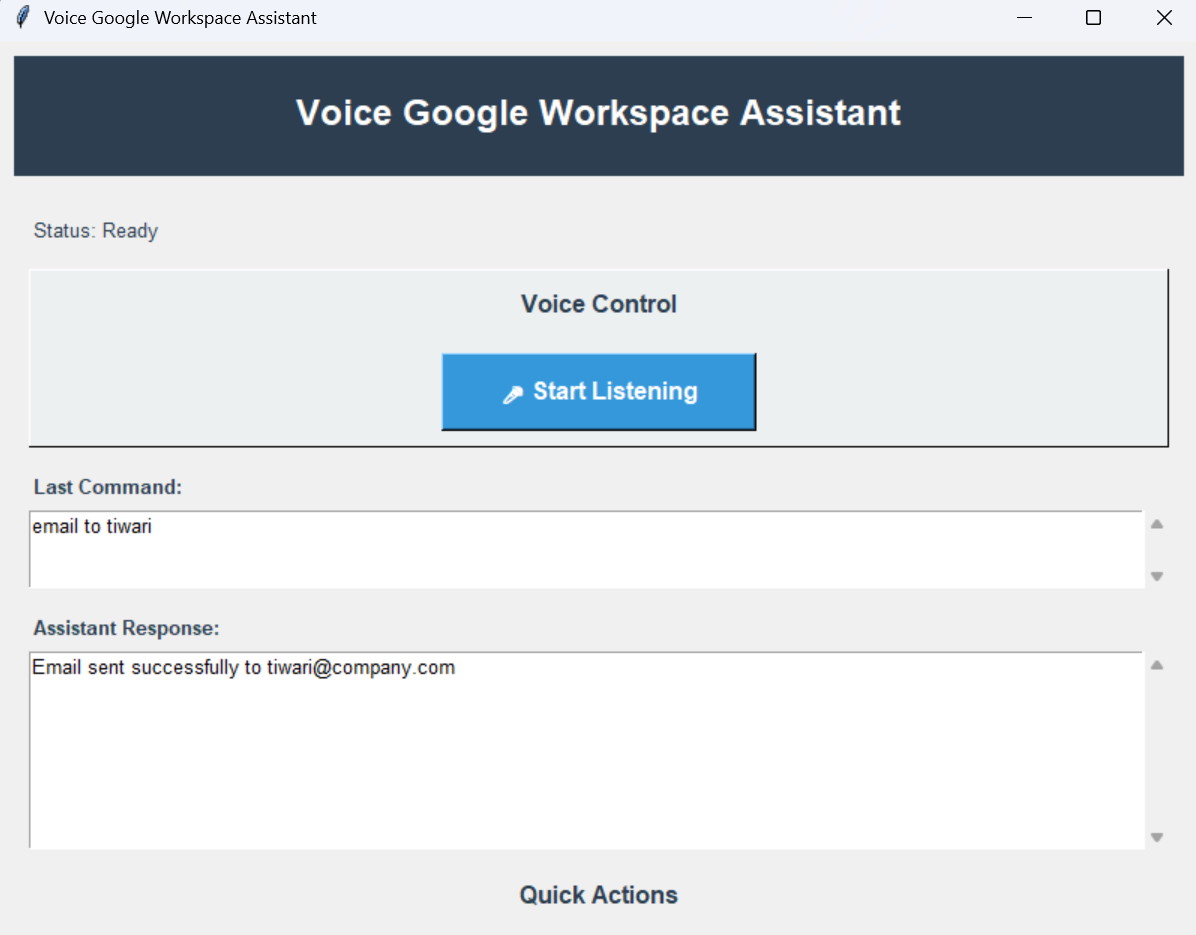 Voice Google Workspace Assistant
Voice Google Workspace Assistant
Status: Ready
Voice Control
Start Listening
Last Command:
email to tiwari
Assistant Response:
Email sent successfully to tiwari@company.com
Quick Actions